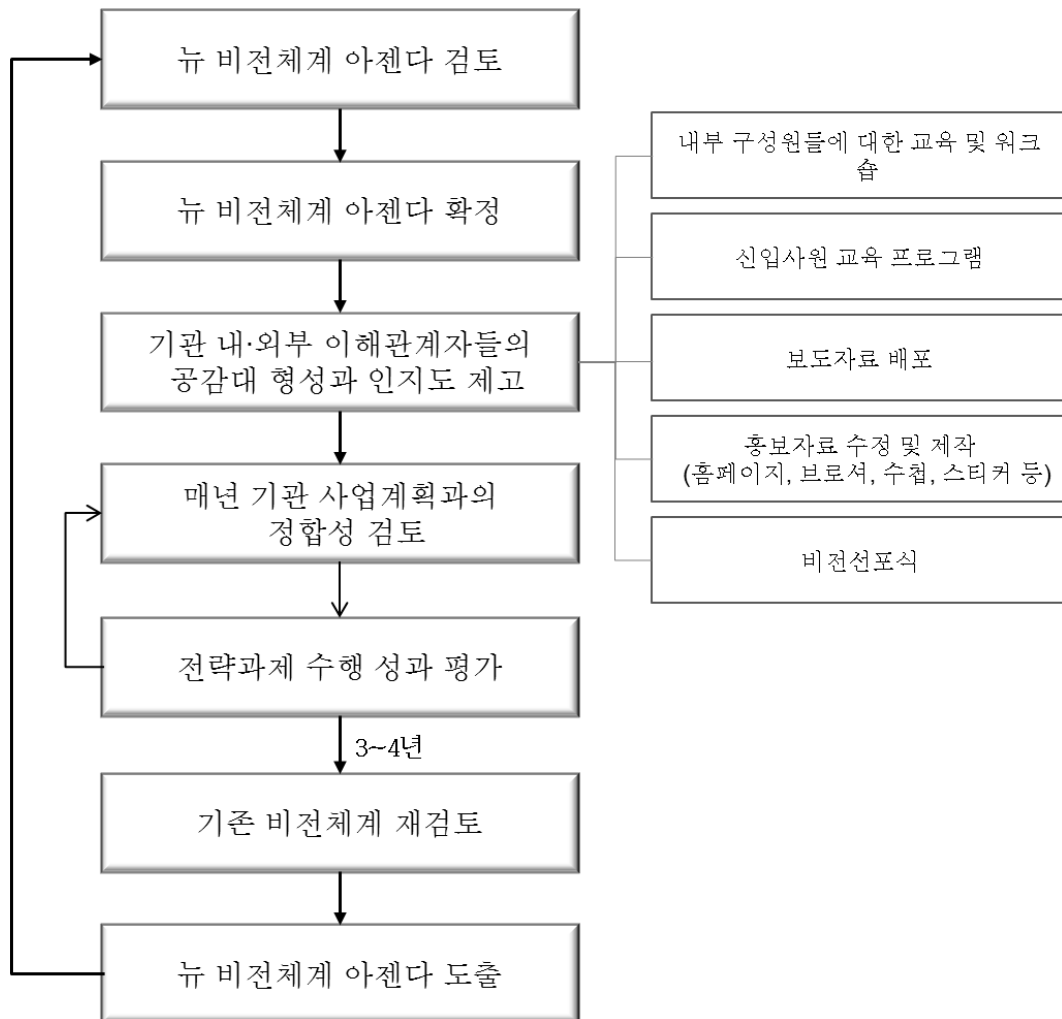 뉴 비전체계 아젠다 검토
뉴 비전체계 아젠다 확정
기관 내·외부 이해관계자들의
공감대 형성과 인지도 제고
내부 구성원들에 대한 교육 및 워크
숍
신입사원 교육 프로그램
보도자료 배포
홍보자료 수정 및 제작
(홈페이지, 브로셔, 수첩, 스티커 등)
비전선포식
매년 기관 사업계획과의
정합성 검토
전략과제 수행 성과 평가
3~4년
기존 비전체계 재검토
뉴 비전체계 아젠다 도출